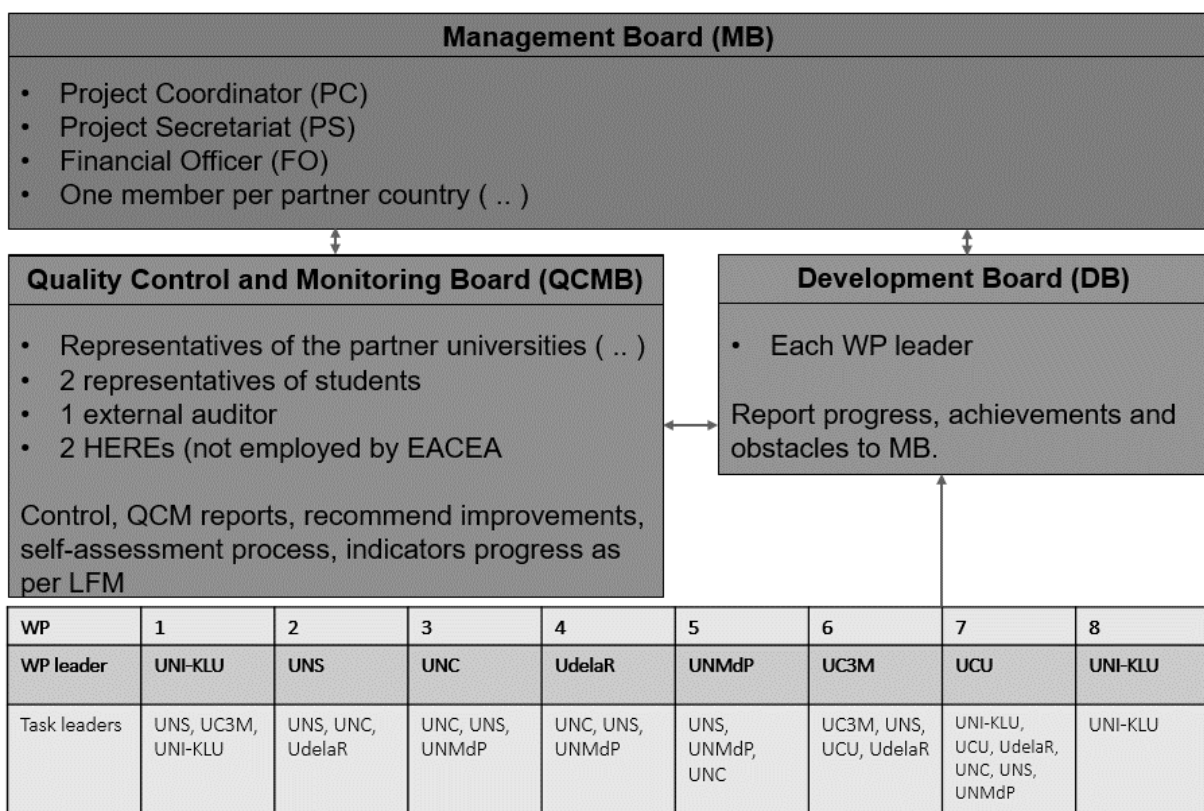 Management Board (MB)
• Project Coordinator (PC)
• Project Secretariat (PS)
• Financial Officer (FO)
• One member per partner country ( .. )
Quality Control and Monitoring Board (QCMB)
• Representatives of the partner universities ( .. )
• 2 representatives of students
• 1 external auditor
• 2 HEREs (not employed by EACEA
Control, QCM reports, recommend improvements,
self-assessment process, indicators progress as
per LFM
Development Board (DB)
• Each WP leader
Report progress, achievements and
obstacles to MB.
WP 1 2 3 4 5 6 7 8
WP leader UNI-KLU UNS UNC UdelaR UNMdP UC3M UCU UNI-KLU
Task leaders
UNS, UC3M,
UNI-KLU
UNS, UNC,
UdelaR
UNC, UNS,
UNMdP
UNC, UNS,
UNMdP
UNS,
UNMdP,
UNC
UC3M, UNS,
UCU, UdelaR
UNI-KLU,
UCU, UdelaR,
UNC, UNS,
UNMdP
UNI-KLU